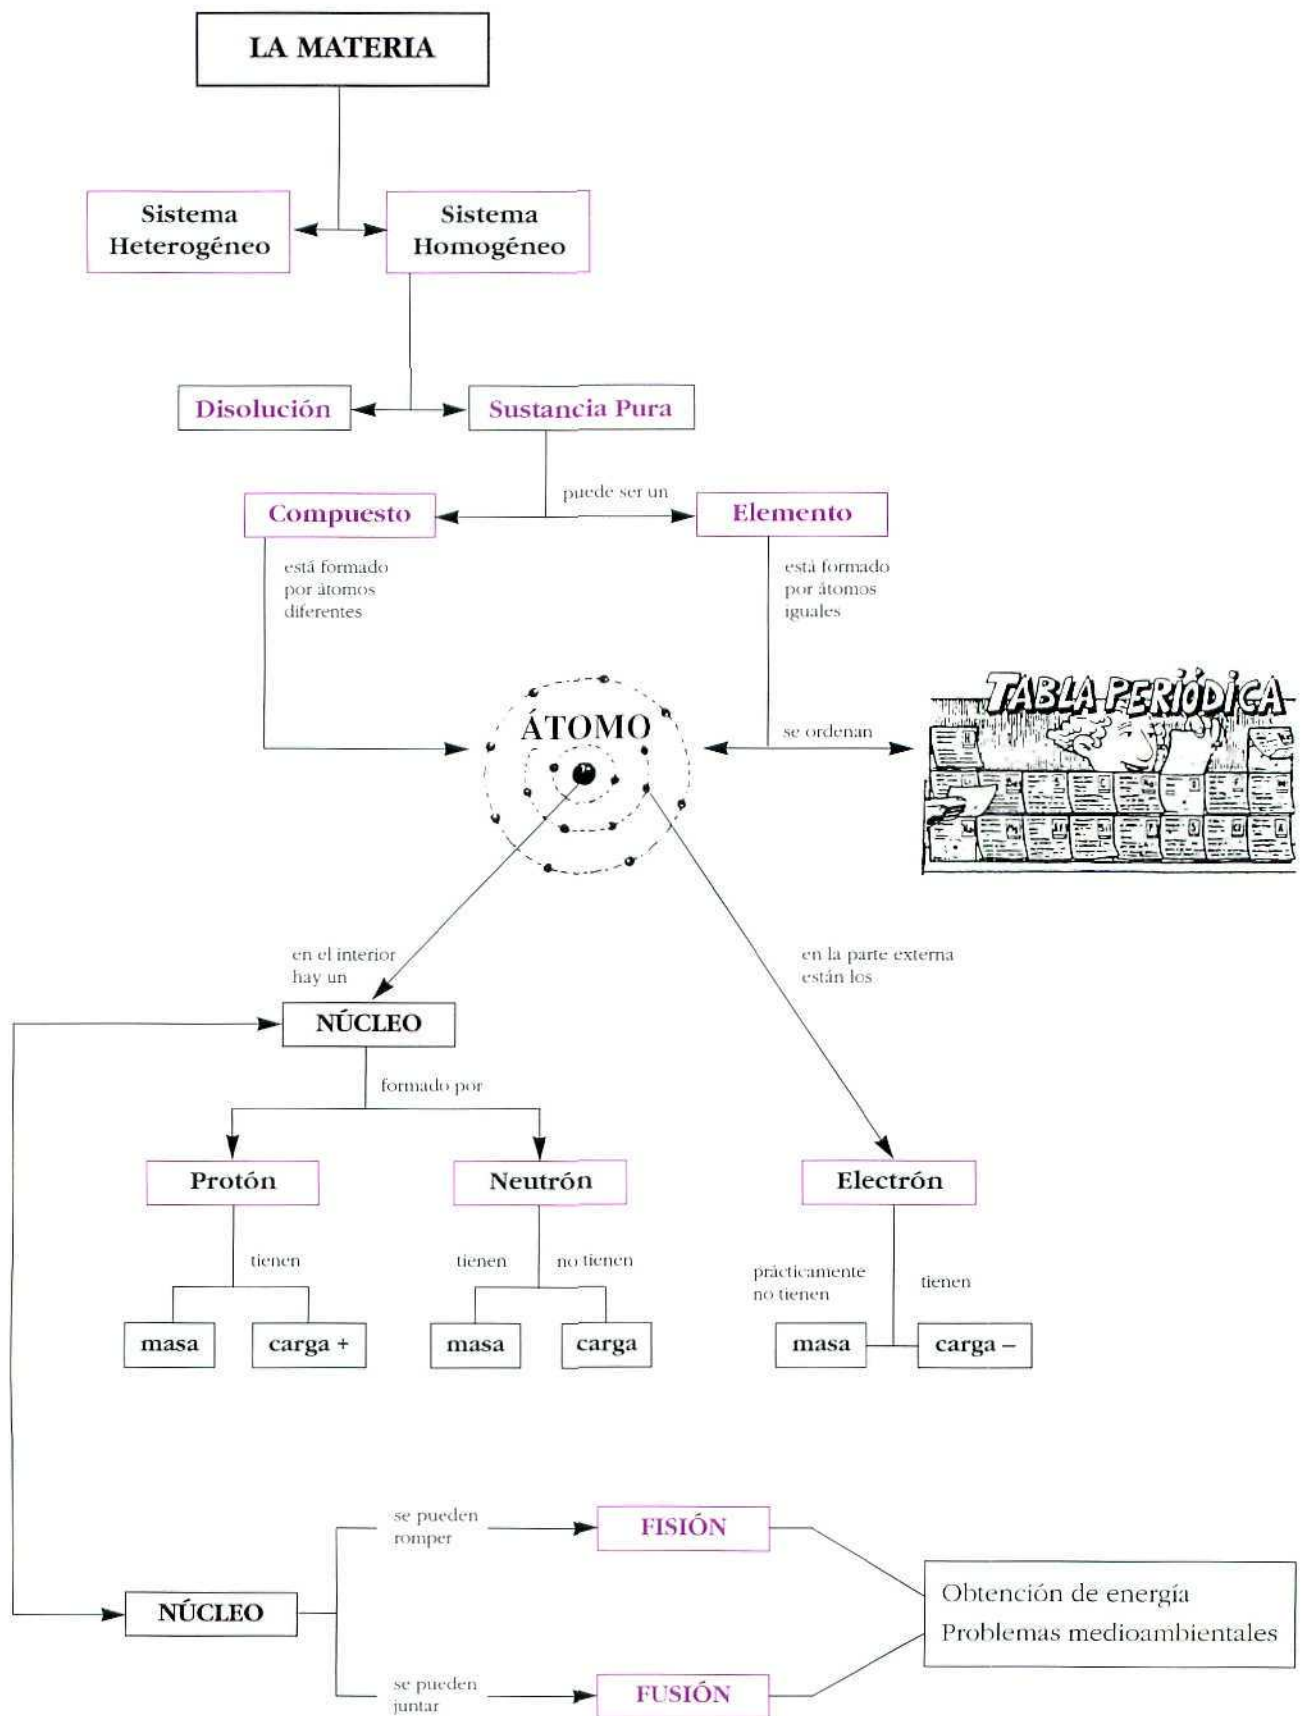 LA MATERIA
Sistema
Heterogéneo
Sistema
Homogéneo
Disolución
Sustancia Pura
puede ser un
Compuesto
Elemento
está formado
por átomos
diferentes
está formado
por átomos
iguales
ÁTOMO
se ordenan
TABLA PERIÓDICA
en el interior
hay un
en la parte externa
están los
NÚCLEO
formado por
Protón
Neutrón
Electrón
tienen
tienen
no tienen
prácticamente
no tienen
tienen
masa
carga +
masa
carga
masa
carga –
se pueden
romper
FISIÓN
NÚCLEO
Obtención de energía
Problemas medioambientales
se pueden
juntar
FUSIÓN